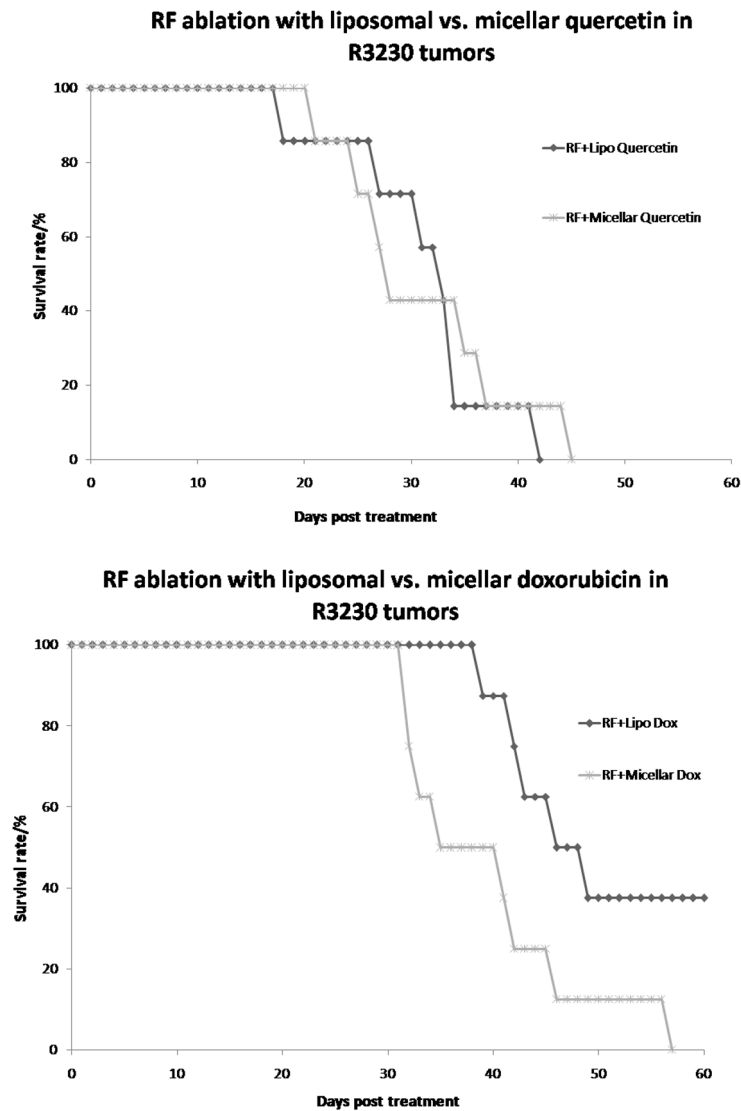 RF ablation with liposomal vs. micellar quercetin in
R3230 tumors
100
80
60
40
20
0
Survival rate/%
RF+Lipo Quercetin
RF+Micellar Quercetin
0 10 20 30 40 50 60
Days post treatment
RF ablation with liposomal vs. micellar doxorubicin in
R3230 tumors
100
80
60
40
20
0
Survival rate/%
RF+Lipo Dox
RF+Micellar Dox
0 10 20 30 40 50 60
Days post treatment